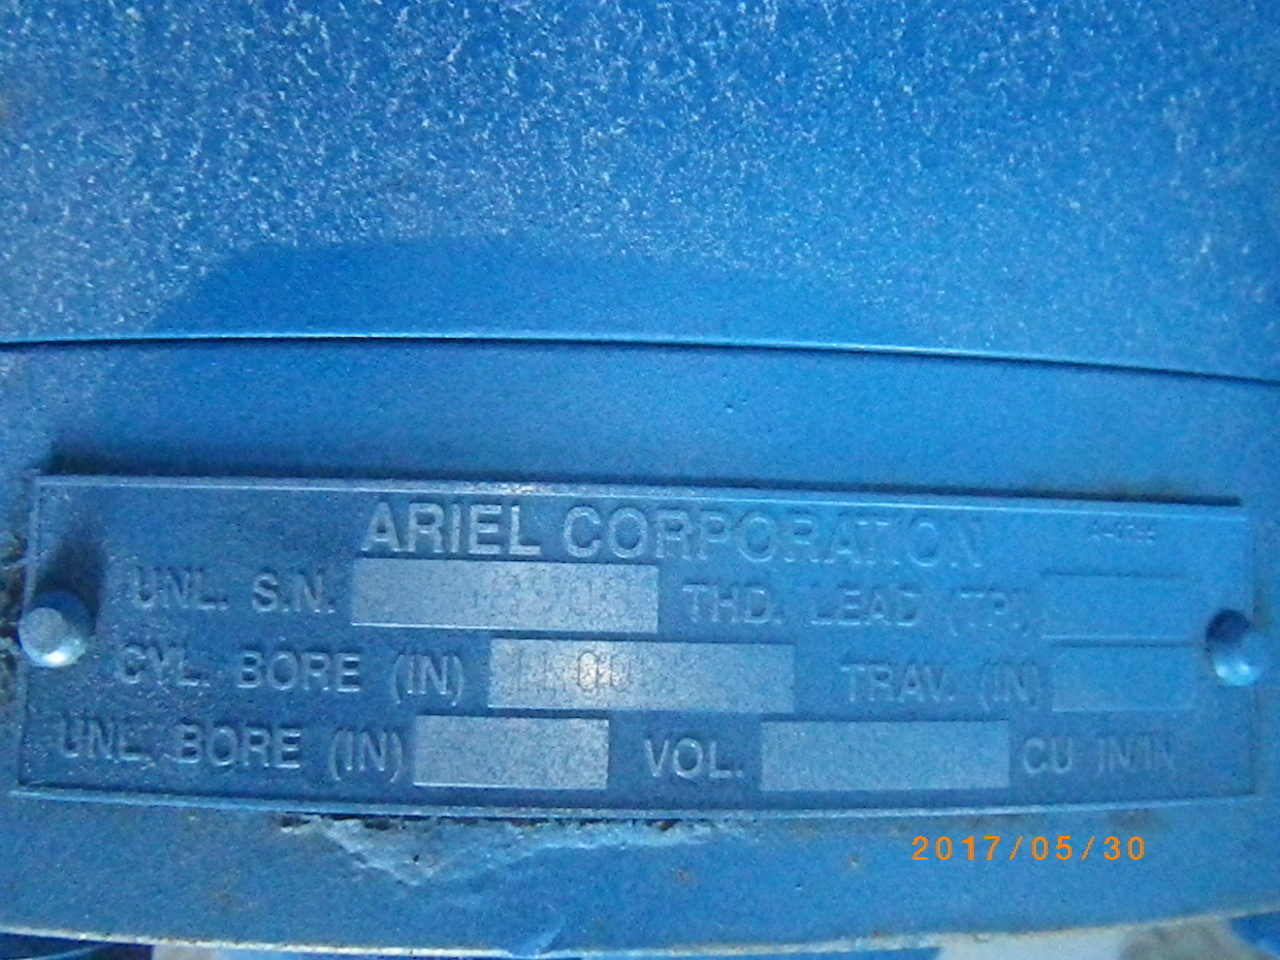 ARIEL CORPORATION
UNL. S.N. THD. LEAD (TPI)
CYL. BORE (IN) TRAV. (IN)
UNL. BORE (IN) VOL. CU IN/IN
2017/05/30